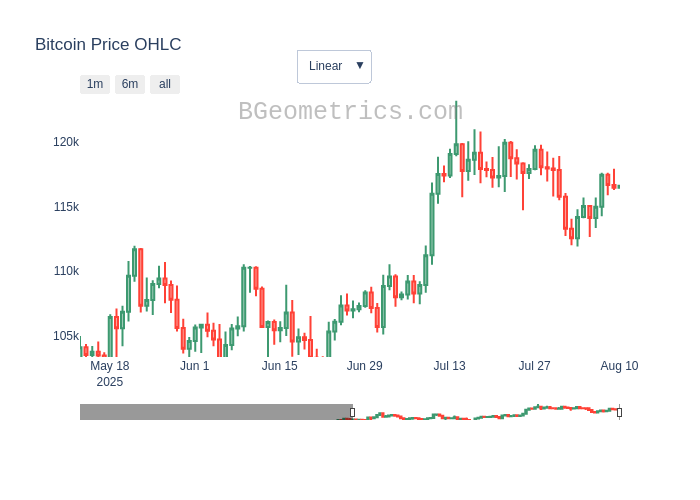 Bitcoin Price OHLC
Linear ▼
1m 6m all
BGeometrics.com
120k
115k
110k
105k
May 18 Jun 1 Jun 15 Jun 29 Jul 13 Jul 27 Aug 10
2025